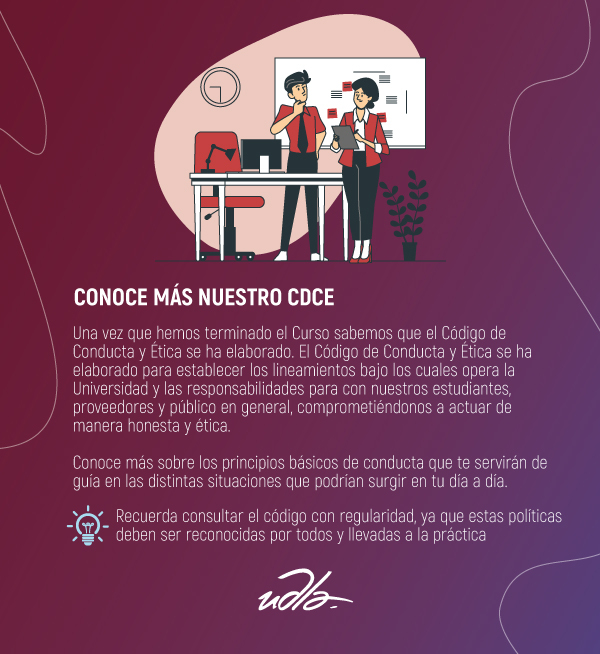 CONOCE MÁS NUESTRO CDCE
Una vez que hemos terminado el Curso sabemos que el Código de
Conducta y Ética se ha elaborado. El Código de Conducta y Ética se ha
elaborado para establecer los lineamientos bajo los cuales opera la
Universidad y las responsabilidades para con nuestros estudiantes,
proveedores y público en general, comprometiéndonos a actuar de
manera honesta y ética.
Conoce más sobre los principios básicos de conducta que te servirán de
guía en las distintas situaciones que podrían surgir en tu día a día.
Recuerda consultar el código con regularidad, ya que estas políticas
deben ser reconocidas por todos y llevadas a la práctica
udla